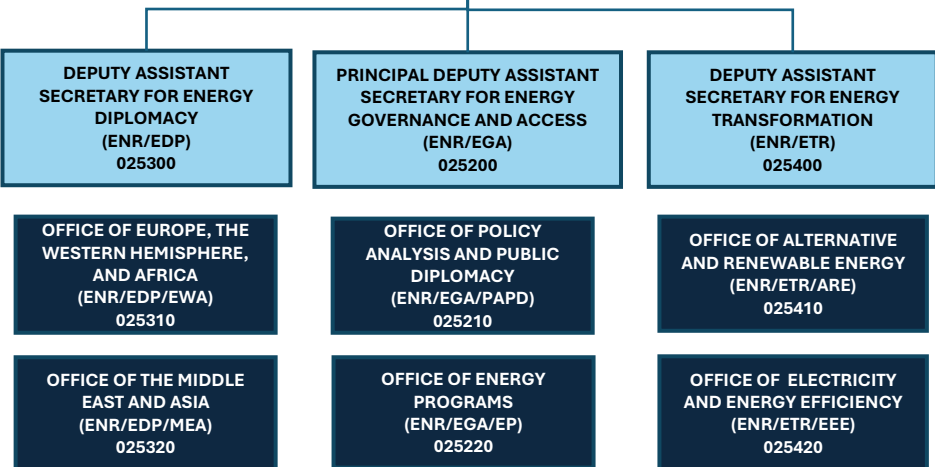 DEPUTY ASSISTANT
SECRETARY FOR ENERGY
DIPLOMACY
(ENR/EDP)
025300
PRINCIPAL DEPUTY ASSISTANT
SECRETARY FOR ENERGY
GOVERNANCE AND ACCESS
(ENR/EGA)
025200
DEPUTY ASSISTANT
SECRETARY FOR ENERGY
TRANSFORMATION
(ENR/ETR)
025400
OFFICE OF EUROPE, THE
WESTERN HEMISPHERE,
AND AFRICA
(ENR/EDP/EWA)
025310
OFFICE OF POLICY
ANALYSIS AND PUBLIC
DIPLOMACY
(ENR/EGA/PAPD)
025210
OFFICE OF ALTERNATIVE
AND RENEWABLE ENERGY
(ENR/ETR/ARE)
025410
OFFICE OF THE MIDDLE
EAST AND ASIA
(ENR/EDP/MEA)
025320
OFFICE OF ENERGY
PROGRAMS
(ENR/EGA/EP)
025220
OFFICE OF ELECTRICITY
AND ENERGY EFFICIENCY
(ENR/ETR/EEE)
025420